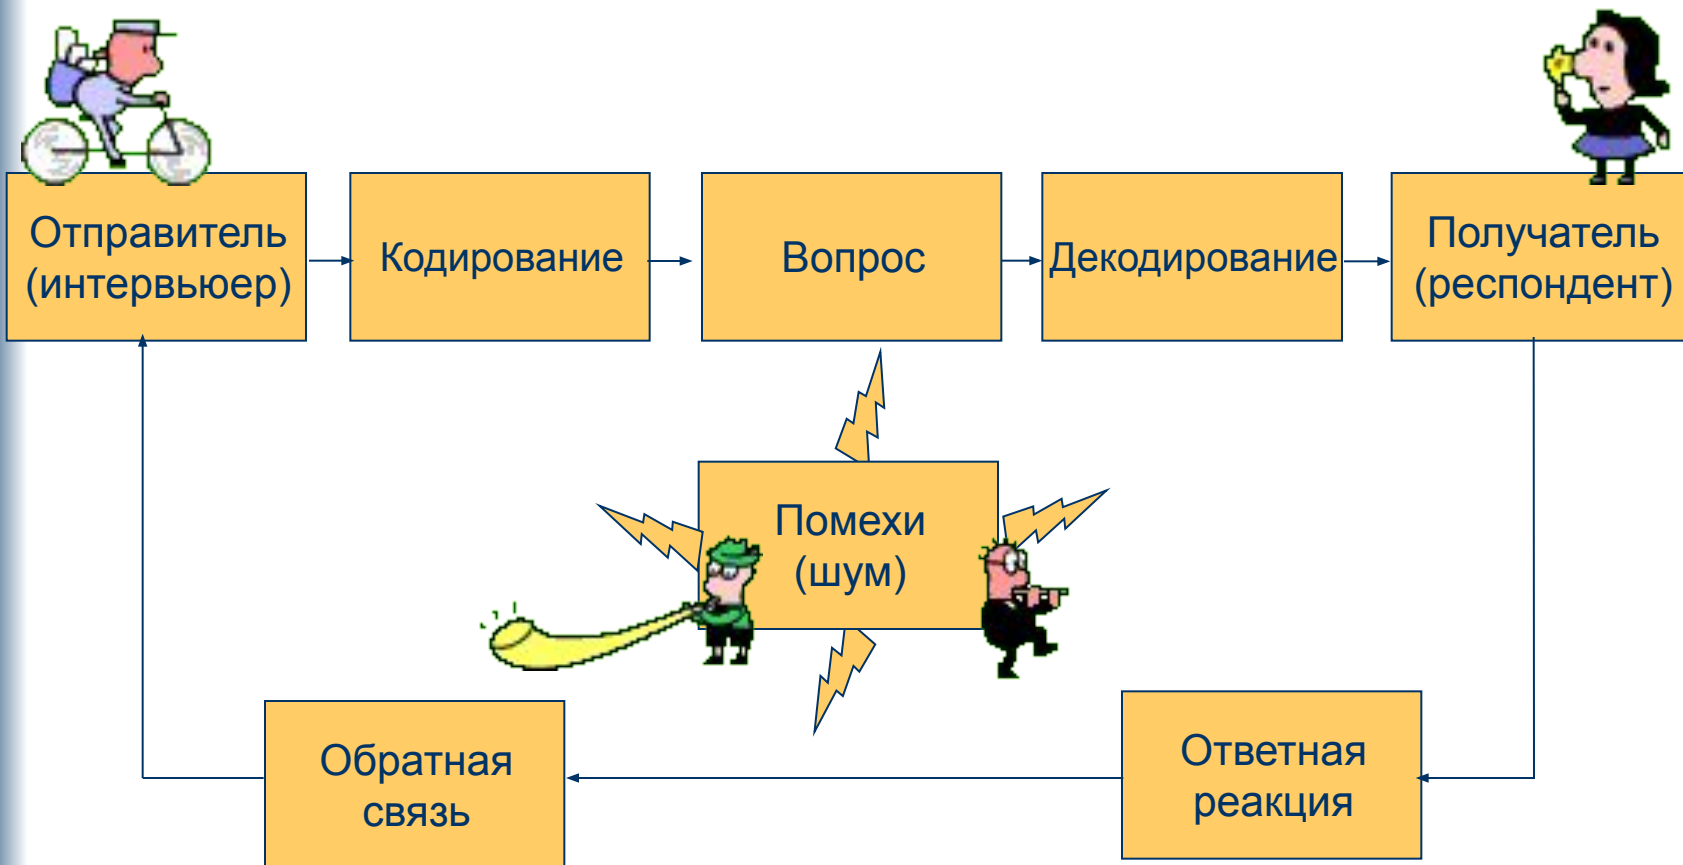 Отправитель
(интервьюер)
Кодирование
Вопрос
Декодирование
Получатель
(респондент)
Помехи
(шум)
Обратная
связь
Ответная
реакция